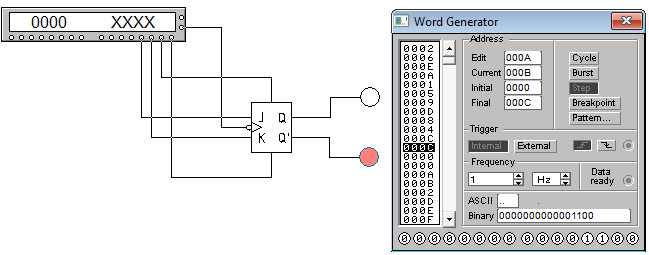 0000 XXXX
J Q
K Q'
Word Generator
0002
0006
000E
000A
0001
0005
0009
000D
0000
0008
0004
000C
000C
0000
0000
0000
000A
000B
0002
000D
000E
000F
Address
Edit 000A
Current 000B
Initial 0000
Final 000C
Cycle
Burst
Step
Breakpoint
Pattern...
Trigger
Internal External
Frequency
1 Hz
Data
ready
ASCII ..
Binary 0000000000001100
0 0 0 0 0 0 0 0 0 0 0 0 1 1 0 0